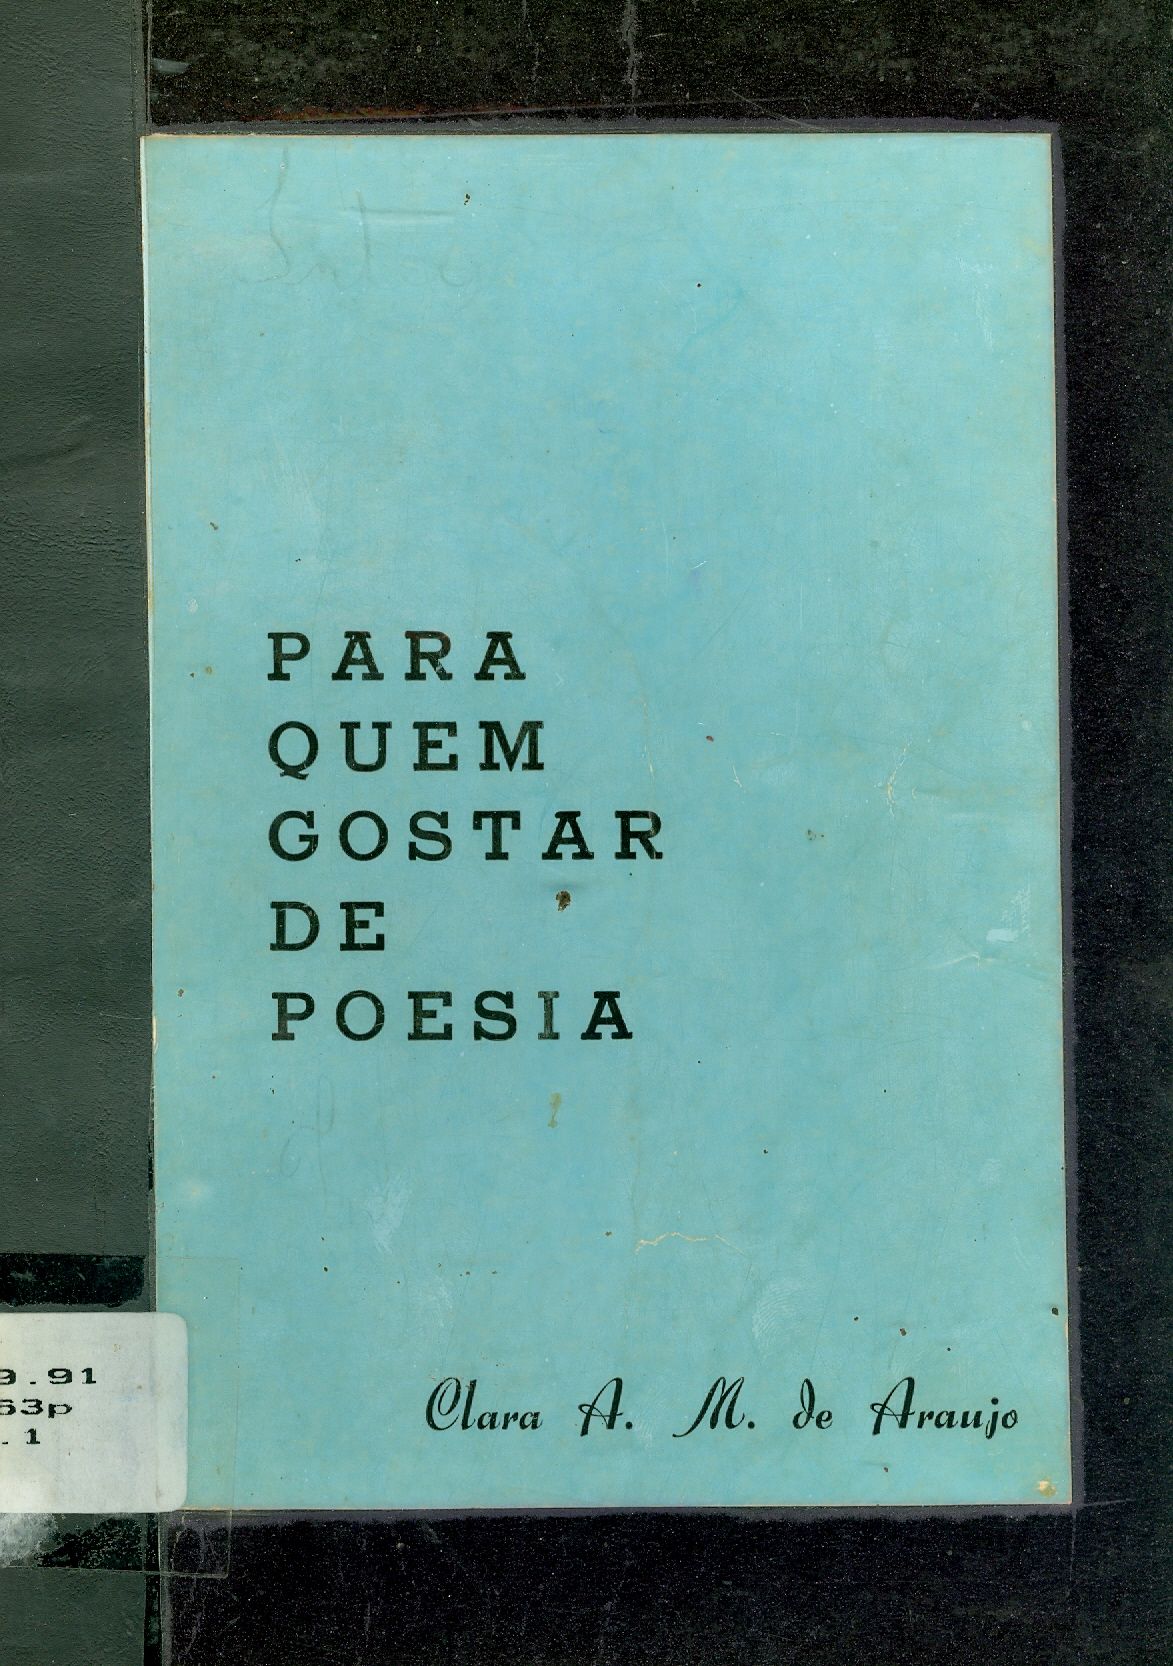 PARA
QUEM
GOSTAR
DE
POESIA
Clara A. M. de Araujo
9.91
63p
.1